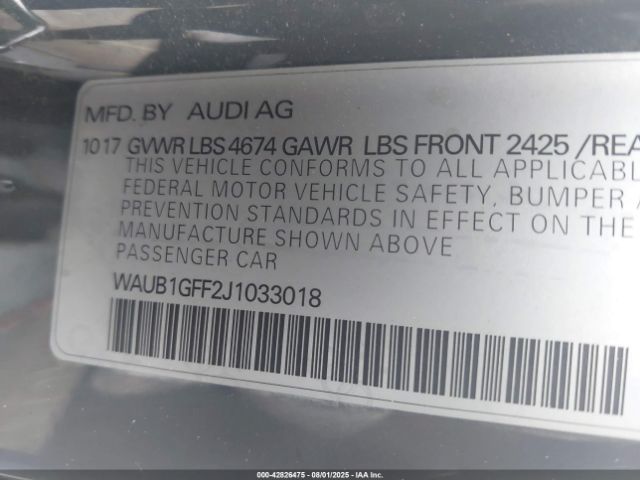 MFD. BY AUDI AG
10 17 GVWR LBS 4674 GAWR LBS FRONT 2425 /REA
THIS VEHICLE CONFORMS TO ALL APPLICABL
FEDERAL MOTOR VEHICLE SAFETY, BUMPER A
PREVENTION STANDARDS IN EFFECT ON THE
MANUFACTURE SHOWN ABOVE
PASSENGER CAR
WAUB1GFF2J1033018
000-42826475 - 08/01/2025 - IAA Inc.